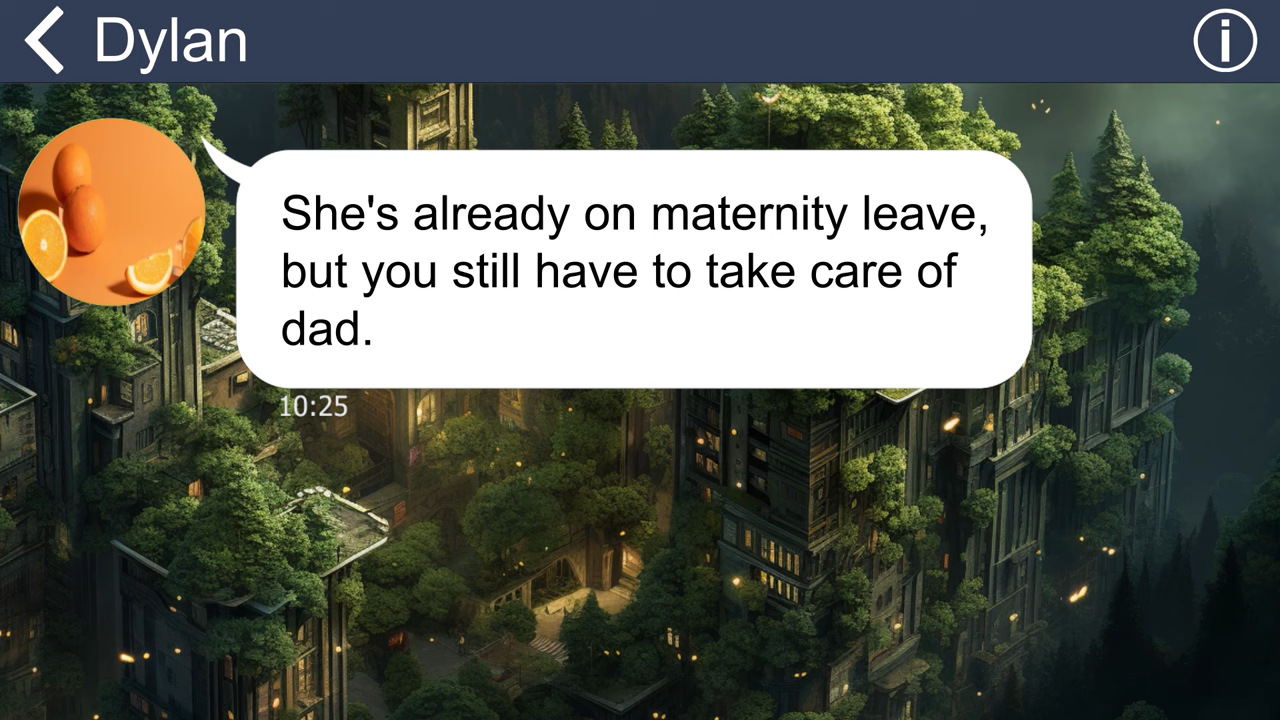 Dylan
She's already on maternity leave,
but you still have to take care of
dad.
10:25